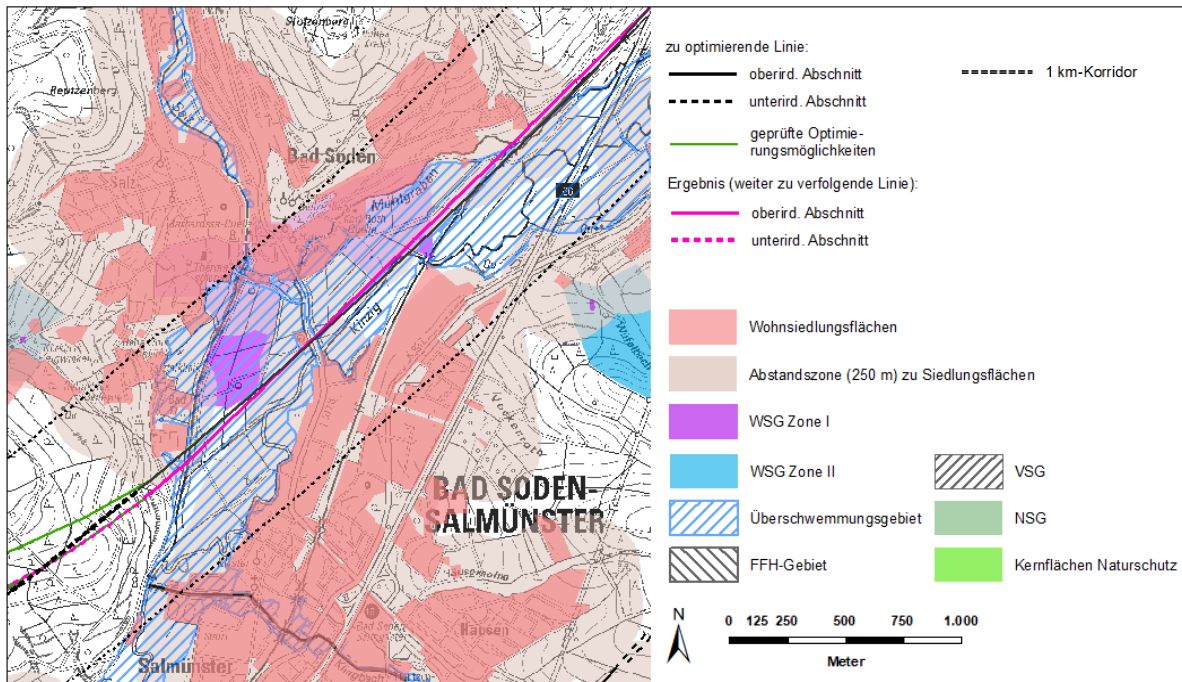 Stolzenberg
Reutzenberg
Bad Soden
Salz
Mühlgraben
Kinzig
BAD SODEN-
SALMÜNSTER
Hausen
Salmünster
zu optimierende Linie:
oberird. Abschnitt
1 km-Korridor
unterird. Abschnitt
geprüfte Optimie-
rungsmöglichkeiten
Ergebnis (weiter zu verfolgende Linie):
oberird. Abschnitt
unterird. Abschnitt
Wohnsiedlungsflächen
Abstandszone (250 m) zu Siedlungsflächen
WSG Zone I
WSG Zone II
VSG
Überschwemmungsgebiet
NSG
FFH-Gebiet
Kernflächen Naturschutz
N
0 125 250 500 750 1.000
Meter